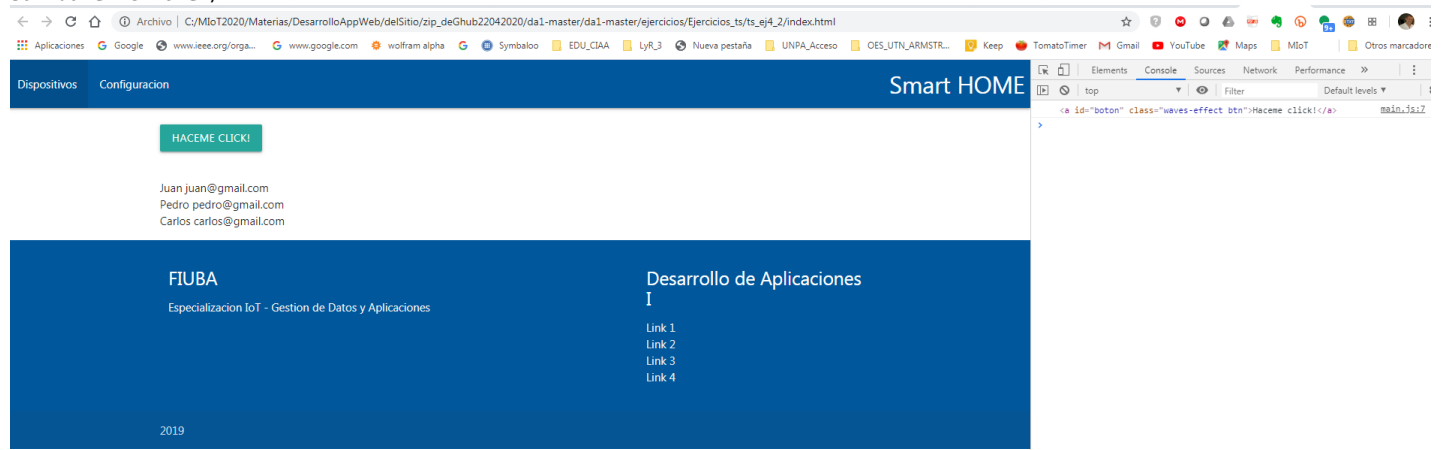 Archivo | C:/MIoT2020/Materias/DesarrolloAppWeb/delSitio/zip_deGhub22042020/da1-master/da1-master/ejercicios/Ejercicios_ts/ts_ej4_2/index.html
Aplicaciones Google www.ieee.org/orga... www.google.com wolfram alpha Symbaloo EDU_CIAA LyR_3 Nueva pestaña UNPA_Acceso OES_UTN_ARMSTR... Keep TomatoTimer Gmail YouTube Maps MIoT Otros marcadore
Dispositivos Configuracion Smart HOME
Elements Console Sources Network Performance »
top Filter Default levels ▼
<a id="boton" class="waves-effect btn">Haceme click!</a> main.js:7
>
HACEME CLICK!
Juan juan@gmail.com
Pedro pedro@gmail.com
Carlos carlos@gmail.com
FIUBA
Especializacion IoT - Gestion de Datos y Aplicaciones
Desarrollo de Aplicaciones
I
Link 1
Link 2
Link 3
Link 4
2019